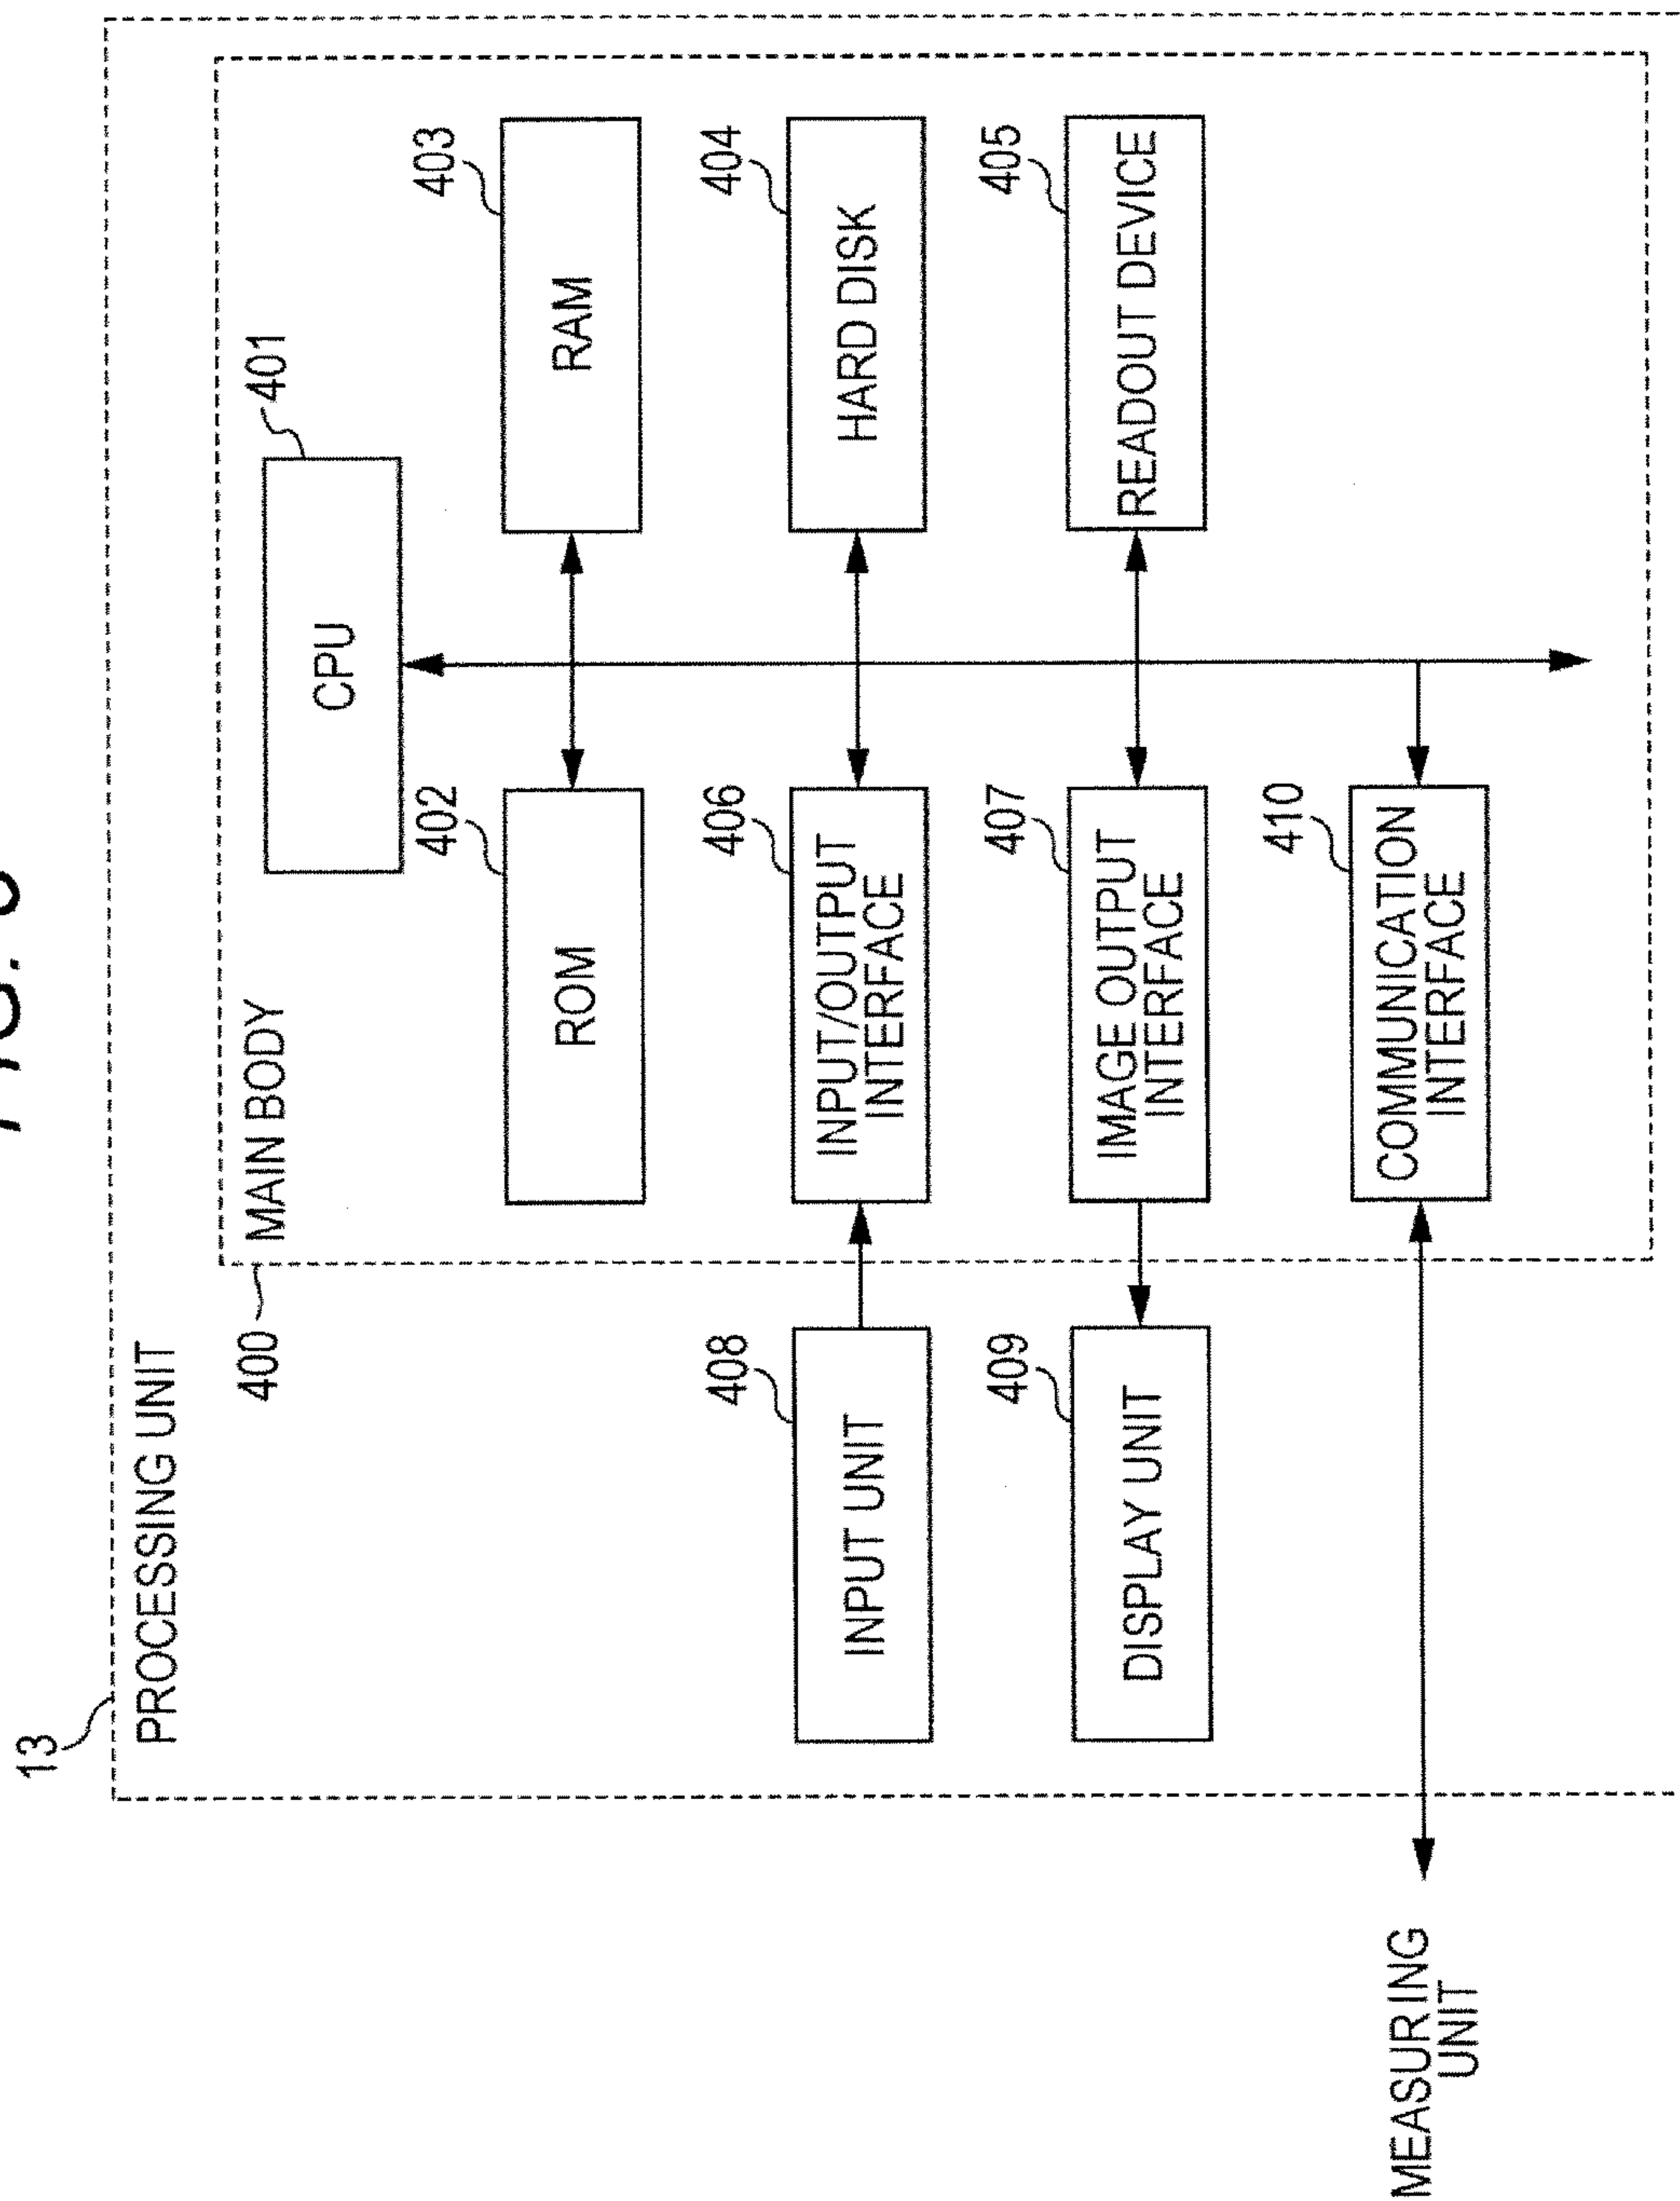 13
PROCESSING UNIT
400
MAIN BODY
401
CPU
402
ROM
403
RAM
408
INPUT UNIT
406
INPUT/OUTPUT
INTERFACE
404
HARD DISK
409
DISPLAY UNIT
407
IMAGE OUTPUT
INTERFACE
405
READOUT DEVICE
410
COMMUNICATION
INTERFACE
MEASURING
UNIT